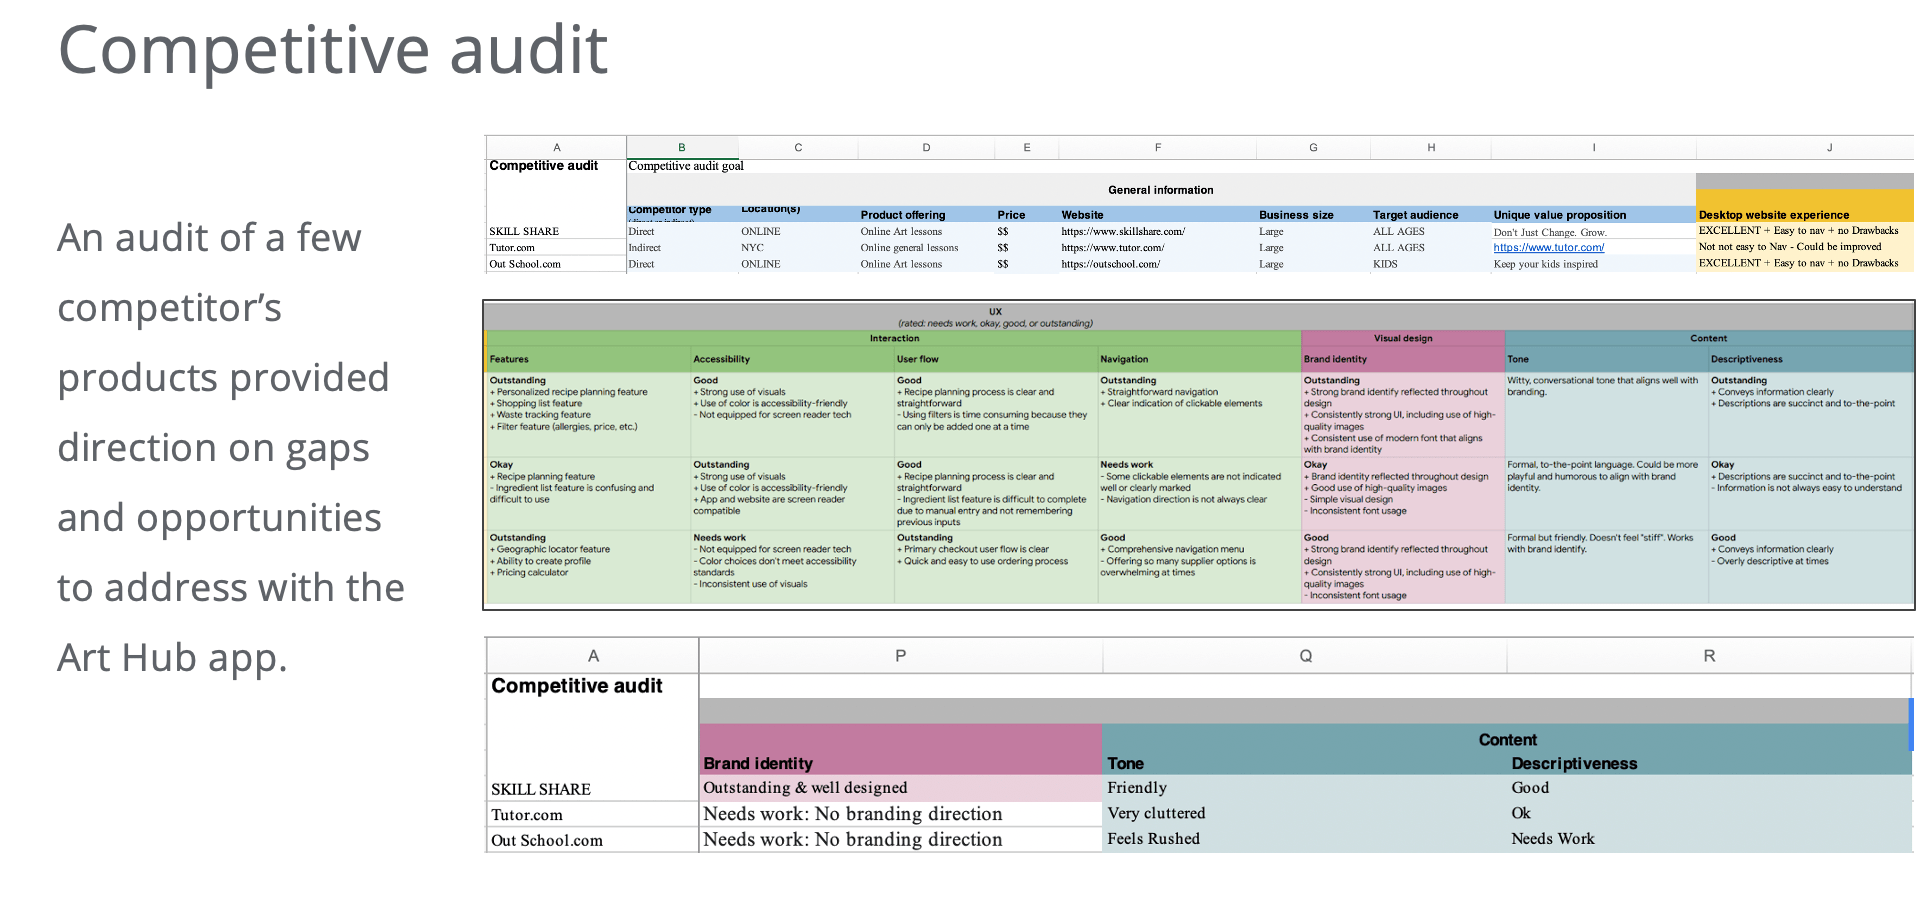 Competitive audit
An audit of a few
competitor's
products provided
direction on gaps
and opportunities
to address with the
Art Hub app.
A B C D E F G H I J
Competitive audit Competitive audit goal
General information
Competitor type Location(s) Product offering Price Website Business size Target audience Unique value proposition Desktop website experience
SKILL SHARE Direct ONLINE Online Art lessons $$ https://www.skillshare.com/ Large ALL AGES Don't Just Change. Grow. EXCELLENT + Easy to nav + no Drawbacks
Tutor.com Indirect NYC Online general lessons $$ https://www.tutor.com/ Large ALL AGES https://www.tutor.com/ Not not easy to Nav - Could be improved
Out School.com Direct ONLINE Online Art lessons $$ https://outschool.com/ Large KIDS Keep your kids inspired EXCELLENT + Easy to nav + no Drawbacks
UX
(rated: needs work, okay, good, or outstanding)
Interaction Visual design Content
Features Accessibility User flow Navigation Brand identity Tone Descriptiveness
Outstanding
+ Personalized recipe planning feature
+ Shopping list feature
+ Waste tracking feature
+ Filter feature (allergies, price, etc.)
Good
+ Strong use of visuals
+ Use of color is accessibility-friendly
- Not equipped for screen reader tech
Good
+ Recipe planning process is clear and
straightforward
- Using filters is time consuming because they
can only be added one at a time
Outstanding
+ Straightforward navigation
+ Clear indication of clickable elements
Outstanding
+ Strong brand identify reflected throughout
design
+ Consistently strong UI, including use of high-
quality images
+ Consistent use of modern font that aligns
with brand identity
Witty, conversational tone that aligns well with
branding.
Outstanding
+ Conveys information clearly
+ Descriptions are succinct and to-the-point
Okay
+ Recipe planning feature
- Ingredient list feature is confusing and
difficult to use
Outstanding
+ Strong use of visuals
+ Use of color is accessibility-friendly
+ App and website are screen reader
compatible
Good
+ Recipe planning process is clear and
straightforward
- Ingredient list feature is difficult to complete
due to manual entry and not remembering
previous inputs
Needs work
- Some clickable elements are not indicated
well or clearly marked
- Navigation direction is not always clear
Okay
+ Brand identity reflected throughout design
+ Good use of high-quality images
- Simple visual design
- Inconsistent font usage
Formal, to-the-point language. Could be more
playful and humorous to align with brand
identity.
Okay
+ Descriptions are succinct and to-the-point
- Information is not always easy to understand
Outstanding
+ Geographic locator feature
+ Ability to create profile
+ Pricing calculator
Needs work
- Not equipped for screen reader tech
- Color choices don't meet accessibility
standards
- Inconsistent use of visuals
Outstanding
+ Primary checkout user flow is clear
+ Quick and easy to use ordering process
Good
+ Comprehensive navigation menu
- Offering so many supplier options is
overwhelming at times
Good
+ Strong brand identify reflected throughout
design
+ Consistently strong UI, including use of high-
quality images
- Inconsistent font usage
Formal but friendly. Doesn't feel "stiff". Works
with brand identify.
Good
+ Conveys information clearly
- Overly descriptive at times
A P Q R
Competitive audit
Content
Brand identity Tone Descriptiveness
SKILL SHARE Outstanding & well designed Friendly Good
Tutor.com Needs work: No branding direction Very cluttered Ok
Out School.com Needs work: No branding direction Feels Rushed Needs Work